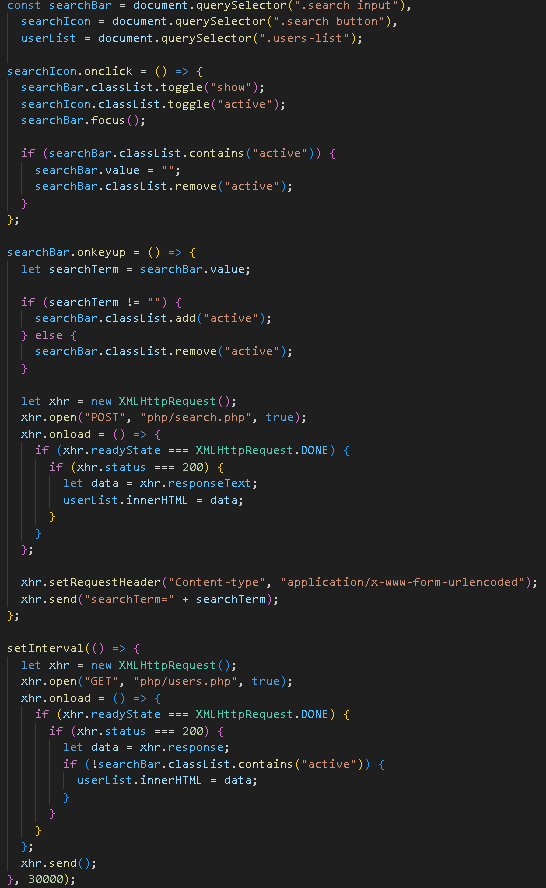 const searchBar = document.querySelector(".search input"),
  searchIcon = document.querySelector(".search button"),
  userList = document.querySelector(".users-list");

searchIcon.onclick = () => {
  searchBar.classList.toggle("show");
  searchIcon.classList.toggle("active");
  searchBar.focus();

  if (searchBar.classList.contains("active")) {
    searchBar.value = "";
    searchBar.classList.remove("active");
  }
};

searchBar.onkeyup = () => {
  let searchTerm = searchBar.value;

  if (searchTerm != "") {
    searchBar.classList.add("active");
  } else {
    searchBar.classList.remove("active");
  }

  let xhr = new XMLHttpRequest();
  xhr.open("POST", "php/search.php", true);
  xhr.onload = () => {
    if (xhr.readyState === XMLHttpRequest.DONE) {
      if (xhr.status === 200) {
        let data = xhr.responseText;
        userList.innerHTML = data;
      }
    }
  };

  xhr.setRequestHeader("Content-type", "application/x-www-form-urlencoded");
  xhr.send("searchTerm=" + searchTerm);
};

setInterval(() => {
  let xhr = new XMLHttpRequest();
  xhr.open("GET", "php/users.php", true);
  xhr.onload = () => {
    if (xhr.readyState === XMLHttpRequest.DONE) {
      if (xhr.status === 200) {
        let data = xhr.response;
        if (!searchBar.classList.contains("active")) {
          userList.innerHTML = data;
        }
      }
    }
  };
  xhr.send();
}, 30000);